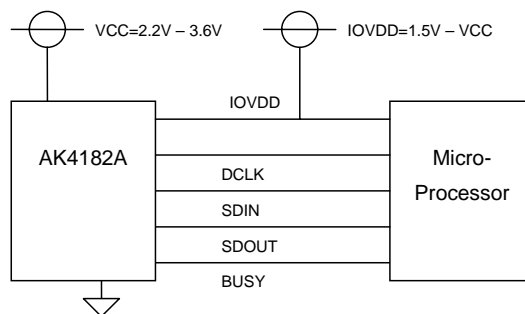 VCC=2.2V – 3.6V
IOVDD=1.5V – VCC
IOVDD
AK4182A
Micro-
Processor
DCLK
SDIN
SDOUT
BUSY